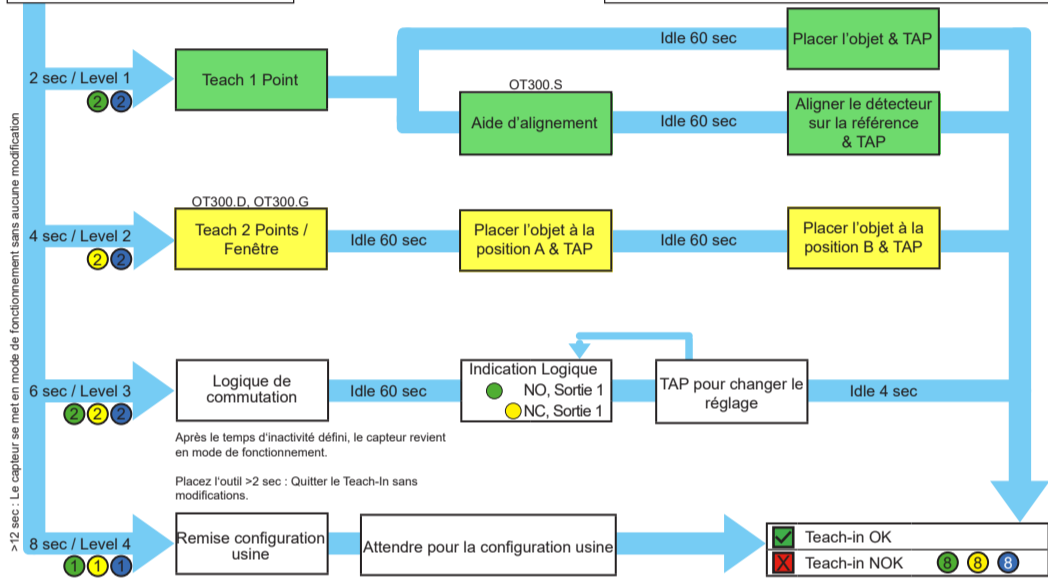 >12 sec : Le capteur se met en mode de fonctionnement sans aucune modification
2 sec / Level 1
2 2
Teach 1 Point
Idle 60 sec
Placer l'objet & TAP
OT300.S
Aide d'alignement
Idle 60 sec
Aligner le détecteur
sur la référence
& TAP
4 sec / Level 2
2 2
OT300.D, OT300.G
Teach 2 Points /
Fenêtre
Idle 60 sec
Placer l'objet à la
position A & TAP
Idle 60 sec
Placer l'objet à la
position B & TAP
6 sec / Level 3
2 2 2
Logique de
commutation
Idle 60 sec
Indication Logique
NO, Sortie 1
NC, Sortie 1
TAP pour changer le
réglage
Idle 4 sec
Après le temps d'inactivité défini, le capteur revient
en mode de fonctionnement.
Placez l'outil >2 sec : Quitter le Teach-In sans
modifications.
8 sec / Level 4
1 1 1
Remise configuration
usine
Attendre pour la configuration usine
Teach-in OK
X Teach-in NOK 8 8 8